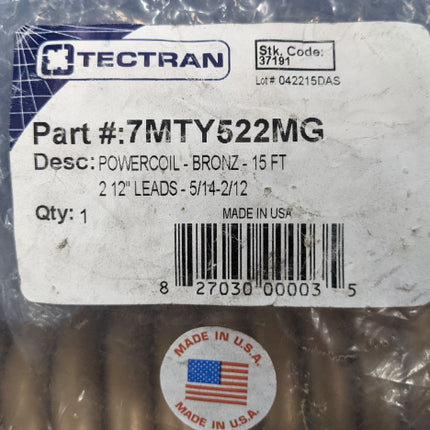 TECTRAN
Stk. Code:
37191
Lot# 042215DAS
Part #:7MTY522MG
Desc: POWERCOIL - BRONZ - 15 FT
2 12" LEADS - 5/14-2/12
Qty: 1
MADE IN USA
8 27030 00003 5
MADE IN U.S.A.
MADE IN U.S.A.